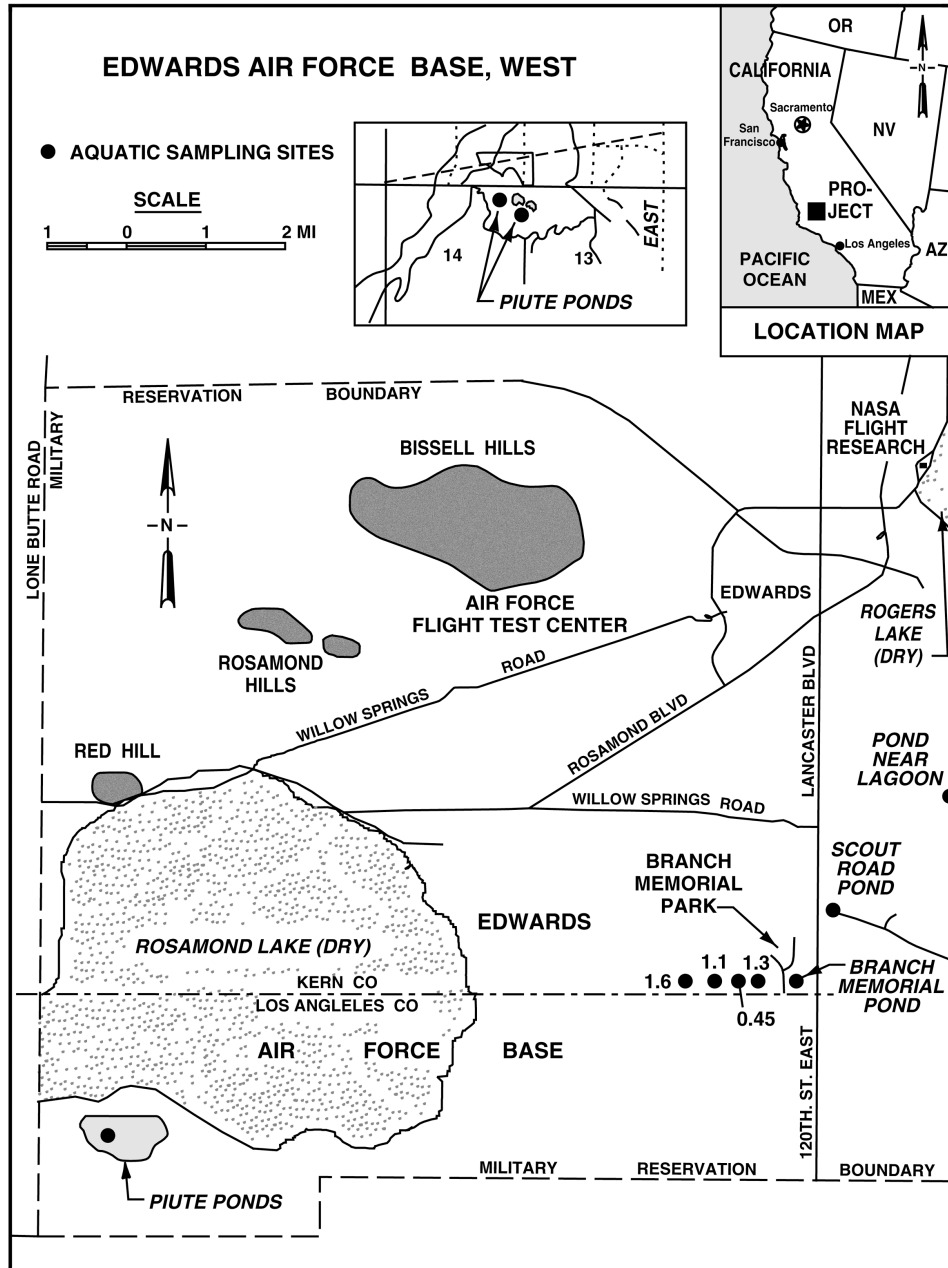 EDWARDS AIR FORCE BASE, WEST
AQUATIC SAMPLING SITES
SCALE
1 0 1 2 MI
14
13
EAST
PIUTE PONDS
OR
CALIFORNIA
N
Sacramento
San
Francisco
NV
PRO-
JECT
Los Angeles
AZ
PACIFIC
OCEAN
MEX
LOCATION MAP
RESERVATION BOUNDARY
LONE BUTTE ROAD
MILITARY
N
BISSELL HILLS
NASA
FLIGHT
RESEARCH
AIR FORCE
FLIGHT TEST CENTER
EDWARDS
ROGERS
LAKE
(DRY)
ROSAMOND
HILLS
WILLOW SPRINGS ROAD
ROSAMOND BLVD
LANCASTER BLVD
RED HILL
POND
NEAR
LAGOON
WILLOW SPRINGS ROAD
BRANCH
MEMORIAL
PARK
SCOUT
ROAD
POND
EDWARDS
ROSAMOND LAKE (DRY)
KERN CO
LOS ANGLELES CO
1.6
1.1
1.3
0.45
BRANCH
MEMORIAL
POND
AIR FORCE BASE
120TH. ST. EAST
MILITARY RESERVATION BOUNDARY
PIUTE PONDS